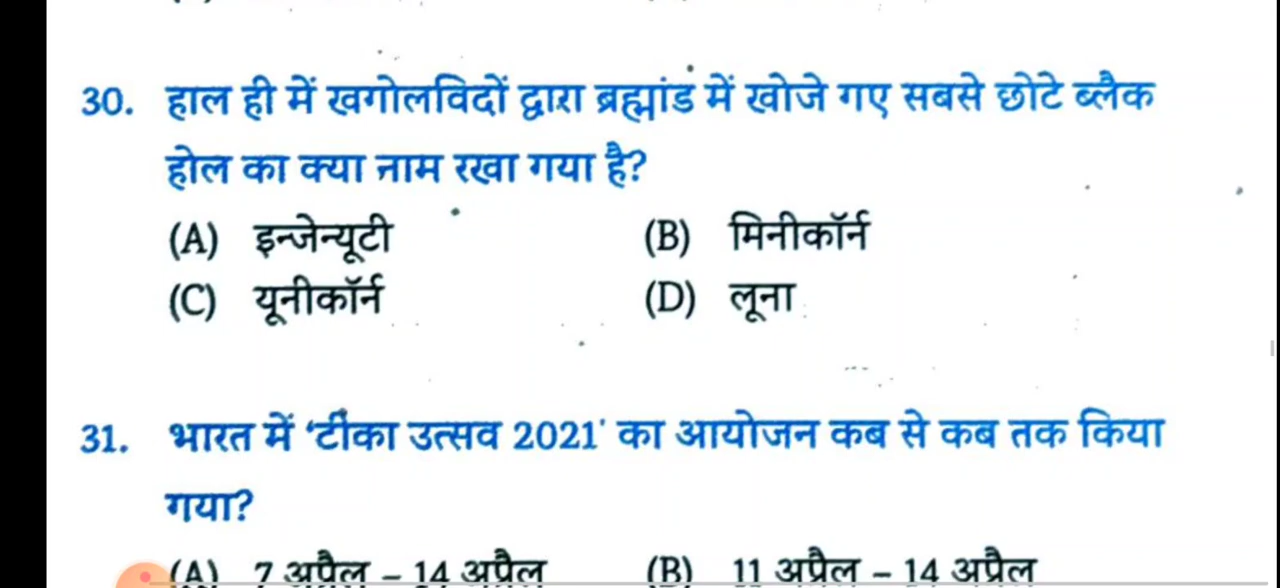 30. हाल ही में खगोलविदों द्वारा ब्रह्मांड में खोजे गए सबसे छोटे ब्लैक
होल का क्या नाम रखा गया है?
(A) इन्जेन्यूटी (B) मिनीकॉर्न
(C) यूनीकॉर्न (D) लूना
31. भारत में 'टीका उत्सव 2021' का आयोजन कब से कब तक किया
गया?
(A) 7 अप्रैल – 14 अप्रैल (B) 11 अप्रैल – 14 अप्रैल